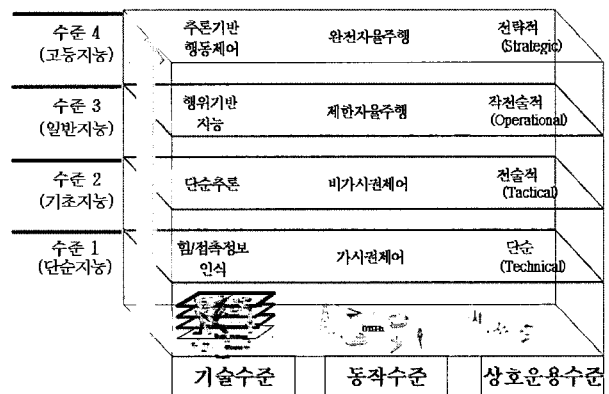 수준 4
(고등지능)
추론기반
행동제어
완전자율주행
전략적
(Strategic)
수준 3
(일반지능)
행위기반
지능
제한자율주행
작전술적
(Operational)
수준 2
(기초지능)
단순추론
비가시권제어
전술적
(Tactical)
수준 1
(단순지능)
힘/접촉정보
인식
가시권제어
단순
(Technical)
기술수준
동작수준
상호운용수준